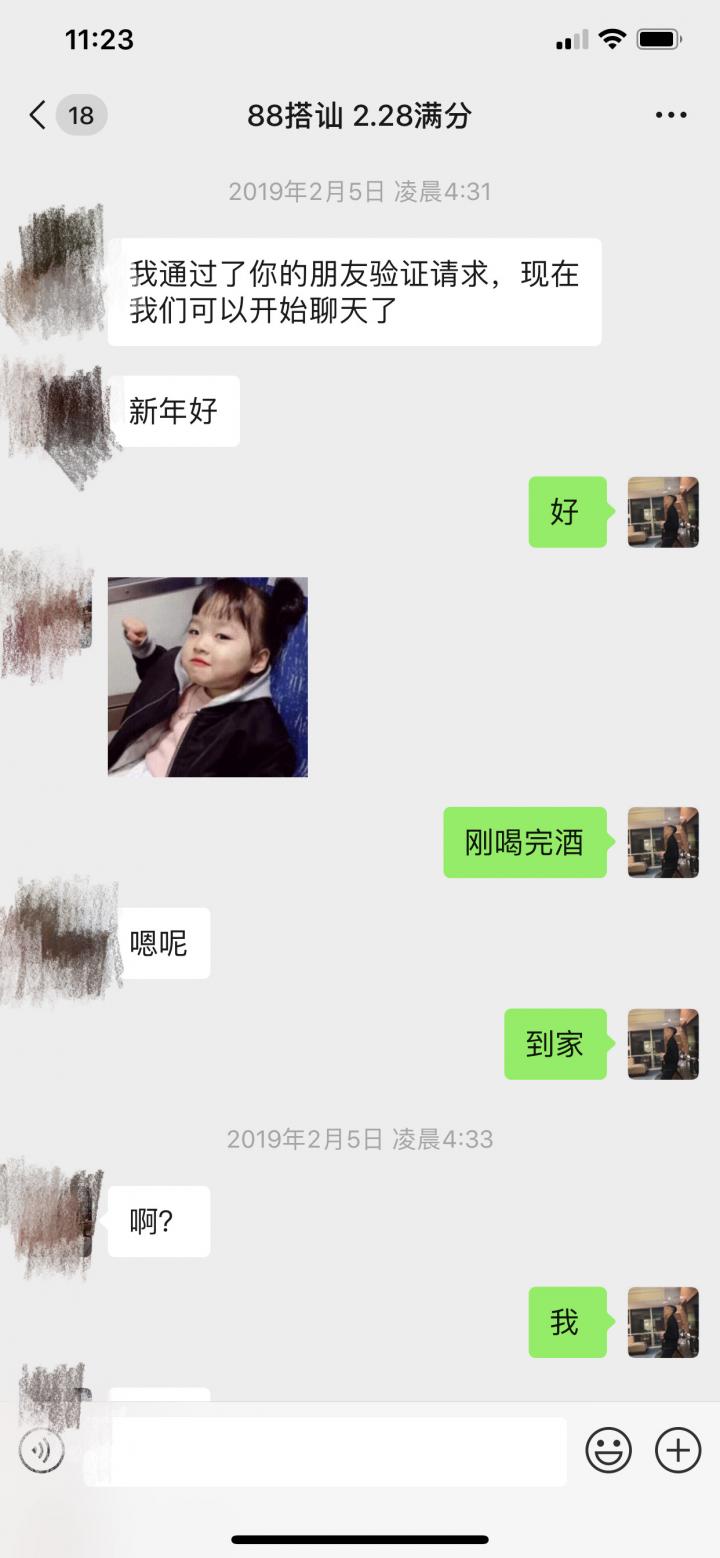 11:23
18
88搭讪 2.28满分
2019年2月5日 凌晨4:31
我通过了你的朋友验证请求，现在
我们可以开始聊天了
新年好
好
刚喝完酒
嗯呢
到家
2019年2月5日 凌晨4:33
啊?
我